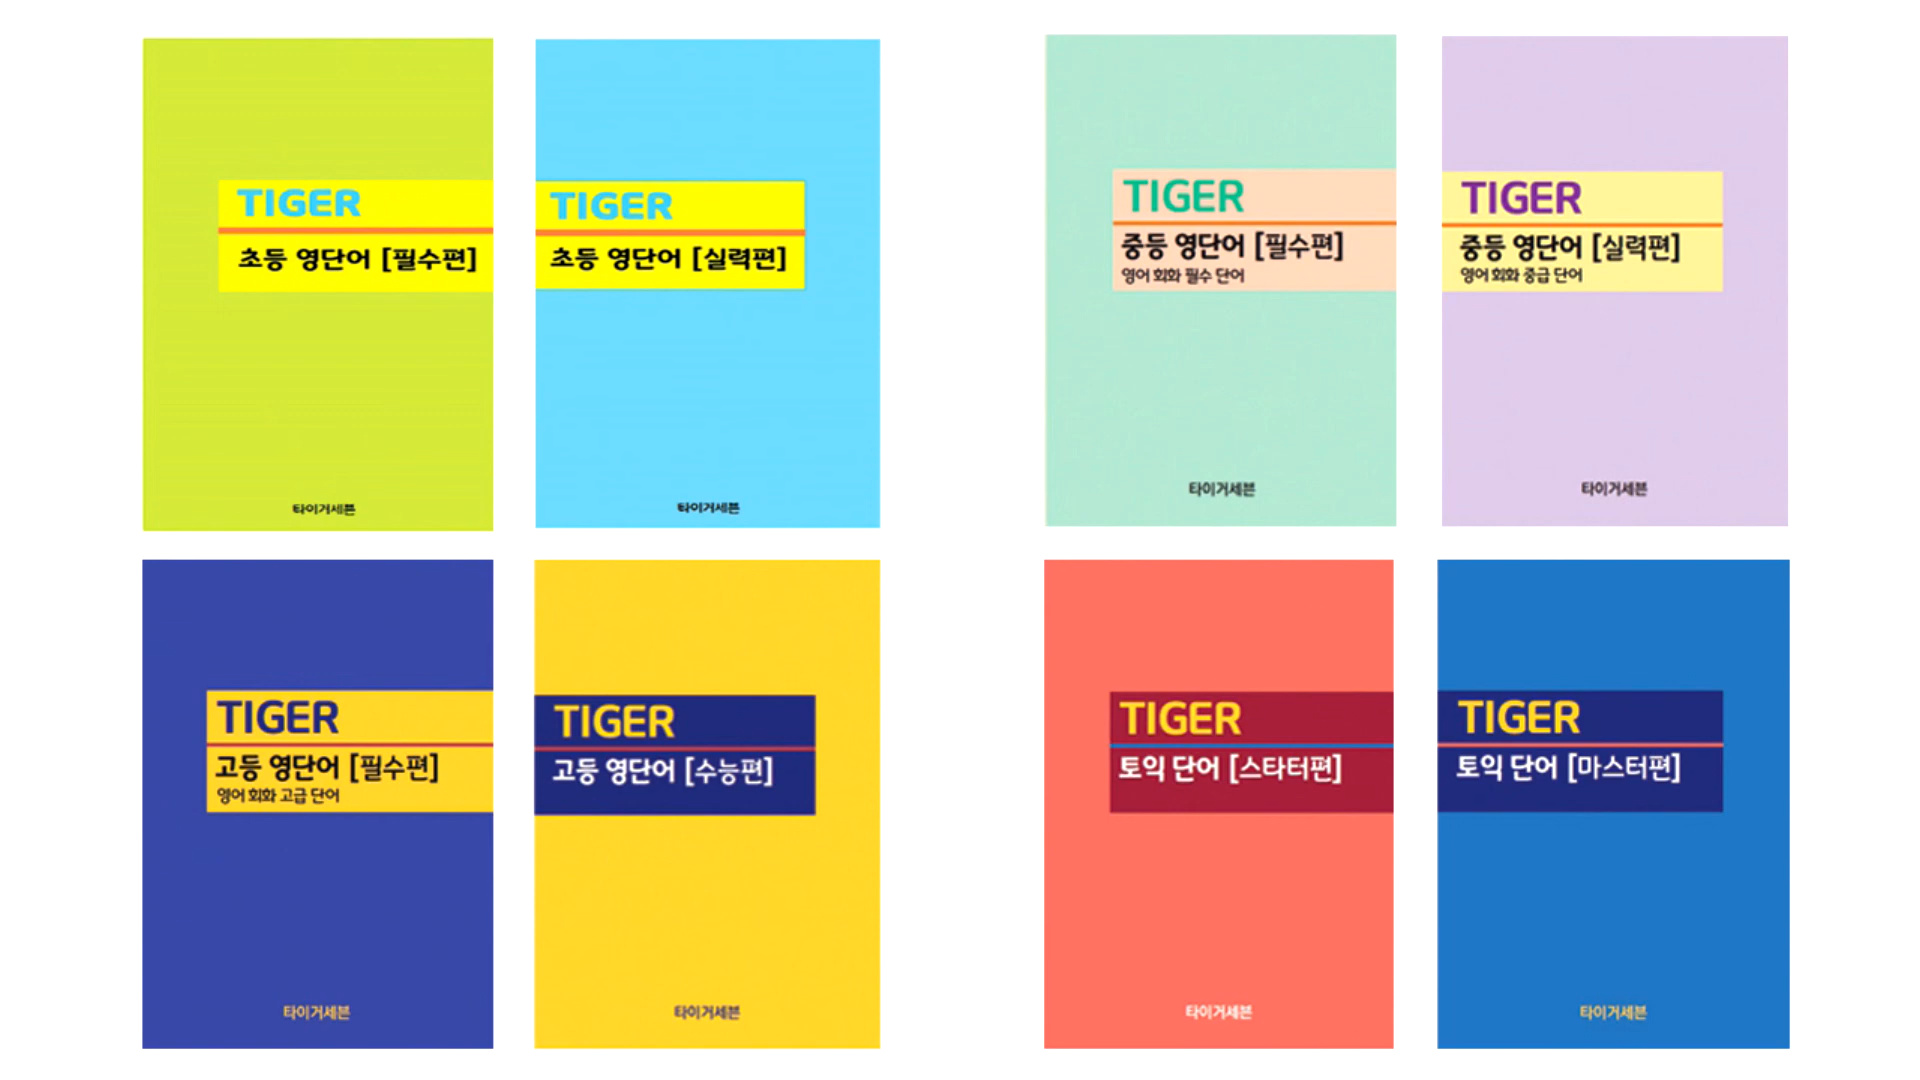 TIGER
초등 영단어 [필수편]
타이거세븐
TIGER
초등 영단어 [실력편]
타이거세븐
TIGER
중등 영단어 [필수편]
영어 회화 필수 단어
타이거세븐
TIGER
중등 영단어 [실력편]
영어 회화 중급 단어
타이거세븐
TIGER
고등 영단어 [필수편]
영어 회화 고급 단어
타이거세븐
TIGER
고등 영단어 [수능편]
타이거세븐
TIGER
토익 단어 [스타터편]
타이거세븐
TIGER
토익 단어 [마스터편]
타이거세븐